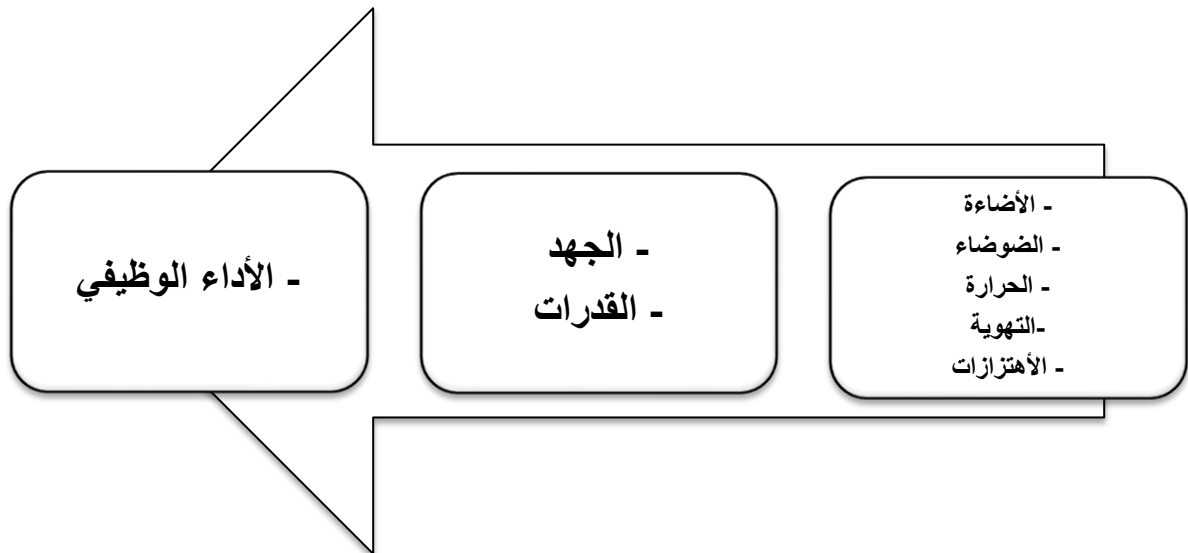 - الأضاءة
- الضوضاء
- الحرارة
-التهوية
- الأهتزازات
- الجهد
- القدرات
- الأداء الوظيفي